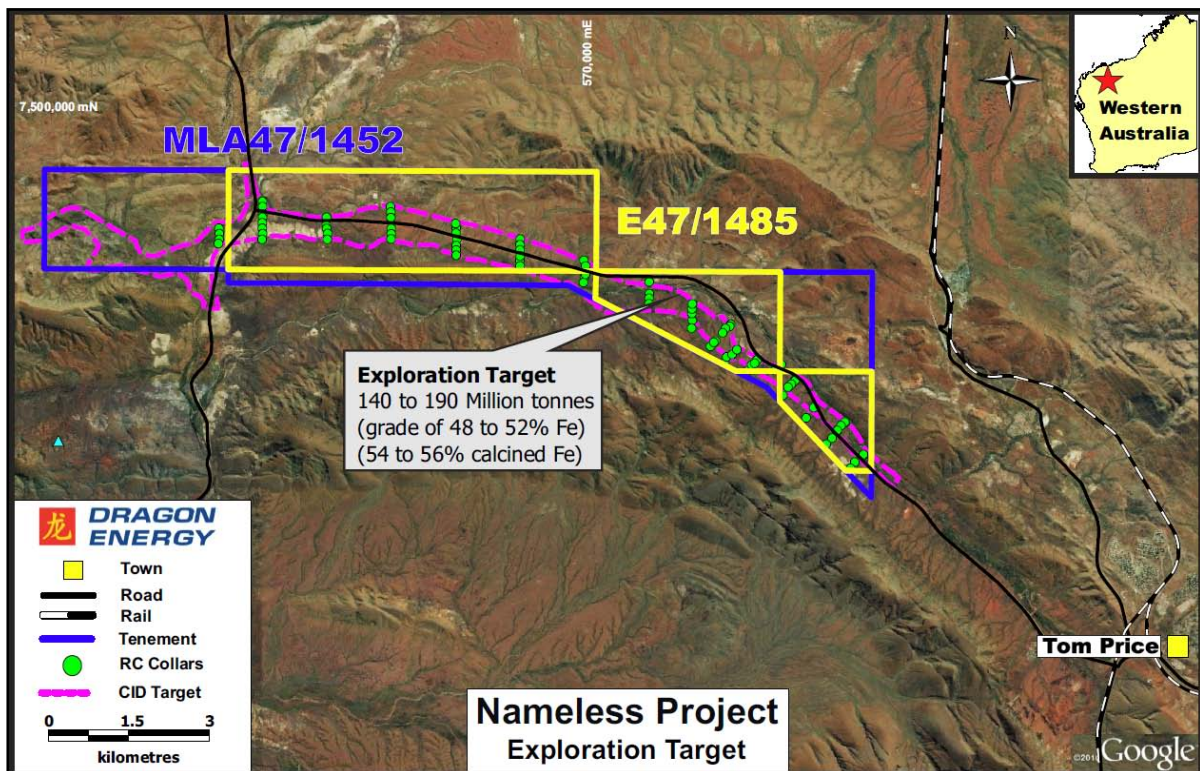 570,000 mE
N
7,500,000 mN
Western
Australia
MLA47/1452
E47/1485
Exploration Target
140 to 190 Million tonnes
(grade of 48 to 52% Fe)
(54 to 56% calcined Fe)
龙
DRAGON
ENERGY
Town
Road
Rail
Tenement
RC Collars
CID Target
0 1.5 3
kilometres
Tom Price
Nameless Project
Exploration Target
Google